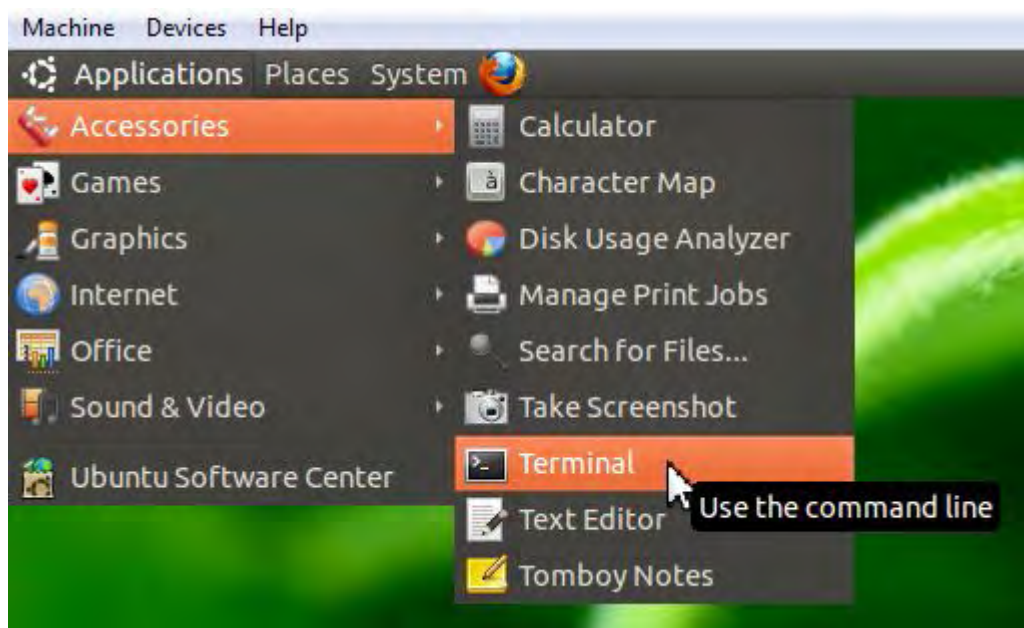 Machine Devices Help
Applications Places System
Accessories
Games
Graphics
Internet
Office
Sound & Video
Ubuntu Software Center
Calculator
à Character Map
Disk Usage Analyzer
Manage Print Jobs
Search for Files...
Take Screenshot
Terminal
Use the command line
Text Editor
Tomboy Notes